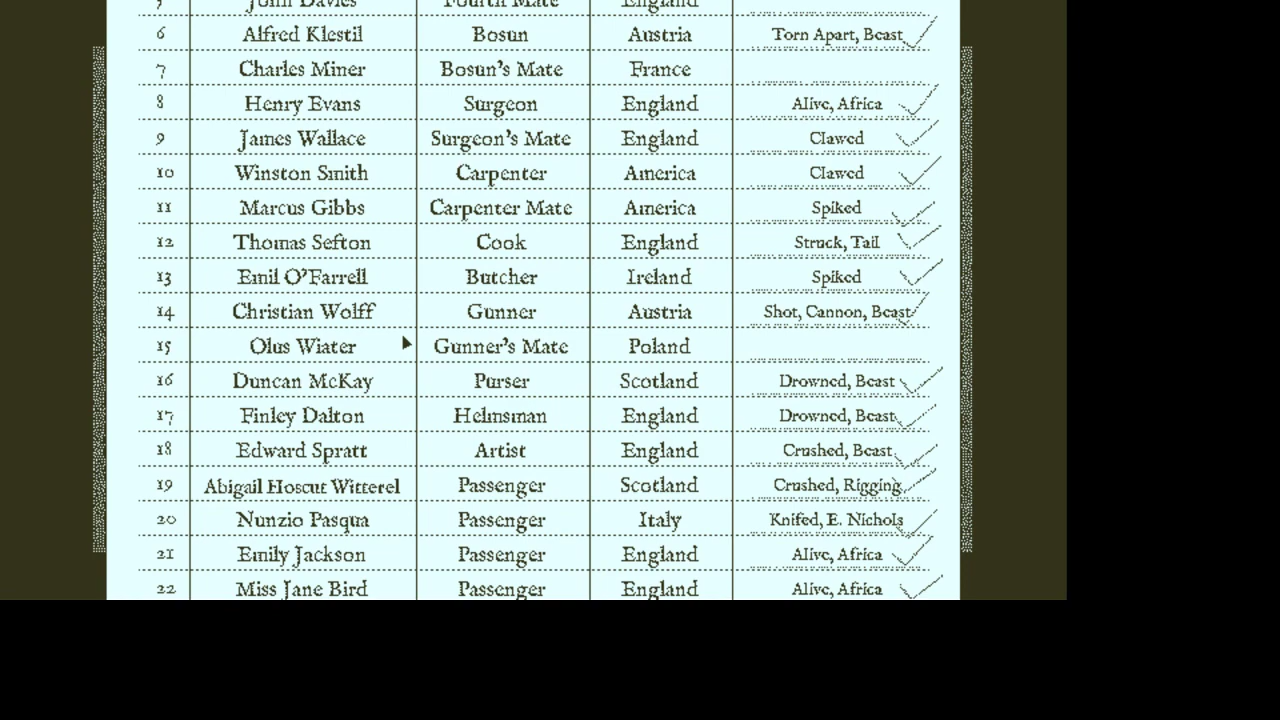 5 John Davies Fourth Mate England
6 Alfred Klestil Bosun Austria Torn Apart, Beast
7 Charles Miner Bosun's Mate France
8 Henry Evans Surgeon England Alive, Africa
9 James Wallace Surgeon's Mate England Clawed
10 Winston Smith Carpenter America Clawed
11 Marcus Gibbs Carpenter Mate America Spiked
12 Thomas Sefton Cook England Struck, Tail
13 Emil O'Farrell Butcher Ireland Spiked
14 Christian Wolff Gunner Austria Shot, Cannon, Beast
15 Olus Wiater Gunner's Mate Poland
16 Duncan McKay Purser Scotland Drowned, Beast
17 Finley Dalton Helmsman England Drowned, Beast
18 Edward Spratt Artist England Crushed, Beast
19 Abigail Hoscut Witterel Passenger Scotland Crushed, Rigging
20 Nunzio Pasqua Passenger Italy Knifed, E. Nichols
21 Emily Jackson Passenger England Alive, Africa
22 Miss Jane Bird Passenger England Alive, Africa